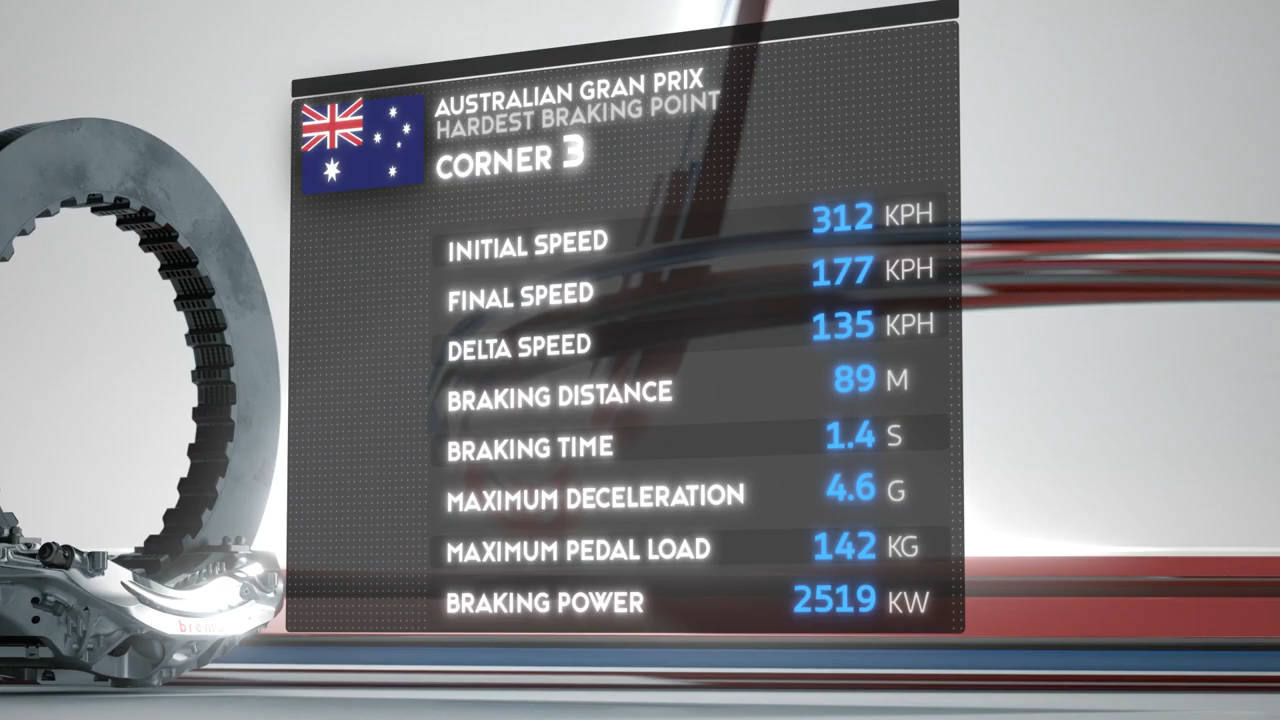 AUSTRALIAN GRAN PRIX
HARDEST BRAKING POINT
CORNER 3
INITIAL SPEED 312 KPH
FINAL SPEED 177 KPH
DELTA SPEED 135 KPH
BRAKING DISTANCE 89 M
BRAKING TIME 1.4 S
MAXIMUM DECELERATION 4.6 G
MAXIMUM PEDAL LOAD 142 KG
BRAKING POWER 2519 KW